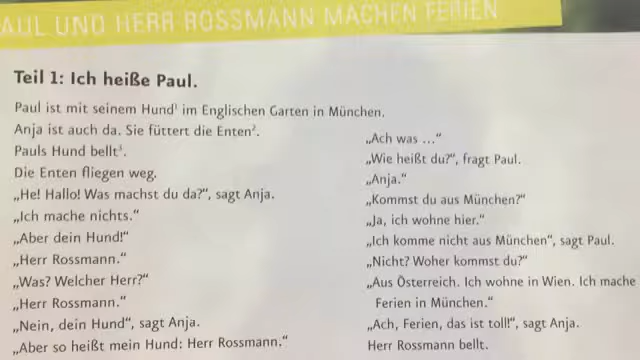 AUL UND HERR ROSSMANN MACHEN FERIEN
Teil 1: Ich heiße Paul.
Paul ist mit seinem Hund¹ im Englischen Garten in München.
Anja ist auch da. Sie füttert die Enten².
Pauls Hund bellt³.
Die Enten fliegen weg.
„He! Hallo! Was machst du da?“, sagt Anja.
„Ich mache nichts.“
„Aber dein Hund!“
„Herr Rossmann.“
„Was? Welcher Herr?“
„Herr Rossmann.“
„Nein, dein Hund“, sagt Anja.
„Aber so heißt mein Hund: Herr Rossmann.“
„Ach was ...“
„Wie heißt du?“, fragt Paul.
„Anja.“
„Kommst du aus München?“
„Ja, ich wohne hier.“
„Ich komme nicht aus München“, sagt Paul.
„Nicht? Woher kommst du?“
„Aus Österreich. Ich wohne in Wien. Ich mache
Ferien in München.“
„Ach, Ferien, das ist toll!“, sagt Anja.
Herr Rossmann bellt.